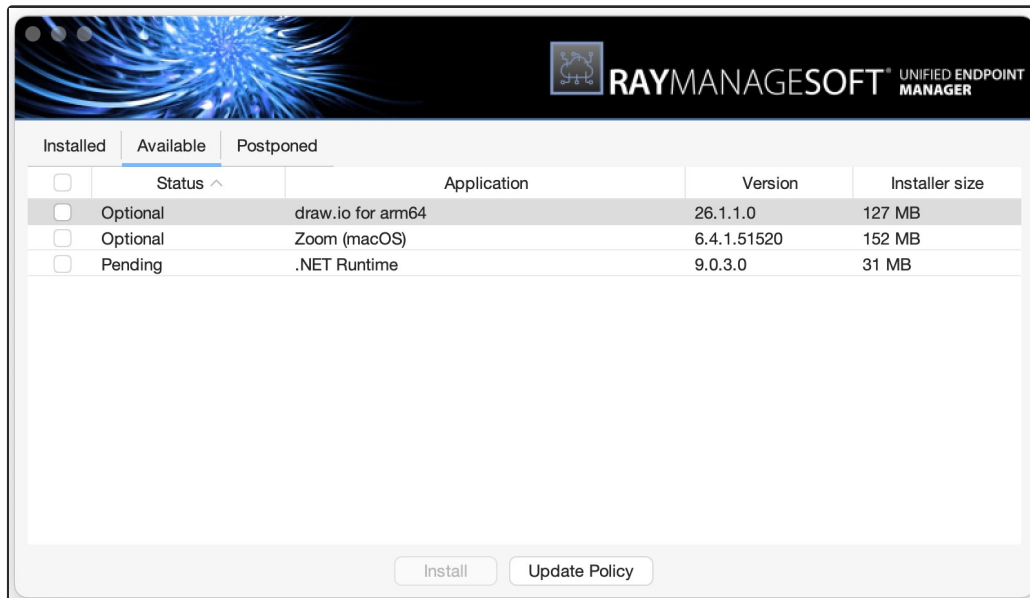 RAYMANAGESOFT® UNIFIED ENDPOINT
MANAGER
Installed Available Postponed
Status Application Version Installer size
Optional draw.io for arm64 26.1.1.0 127 MB
Optional Zoom (macOS) 6.4.1.51520 152 MB
Pending .NET Runtime 9.0.3.0 31 MB
Install Update Policy